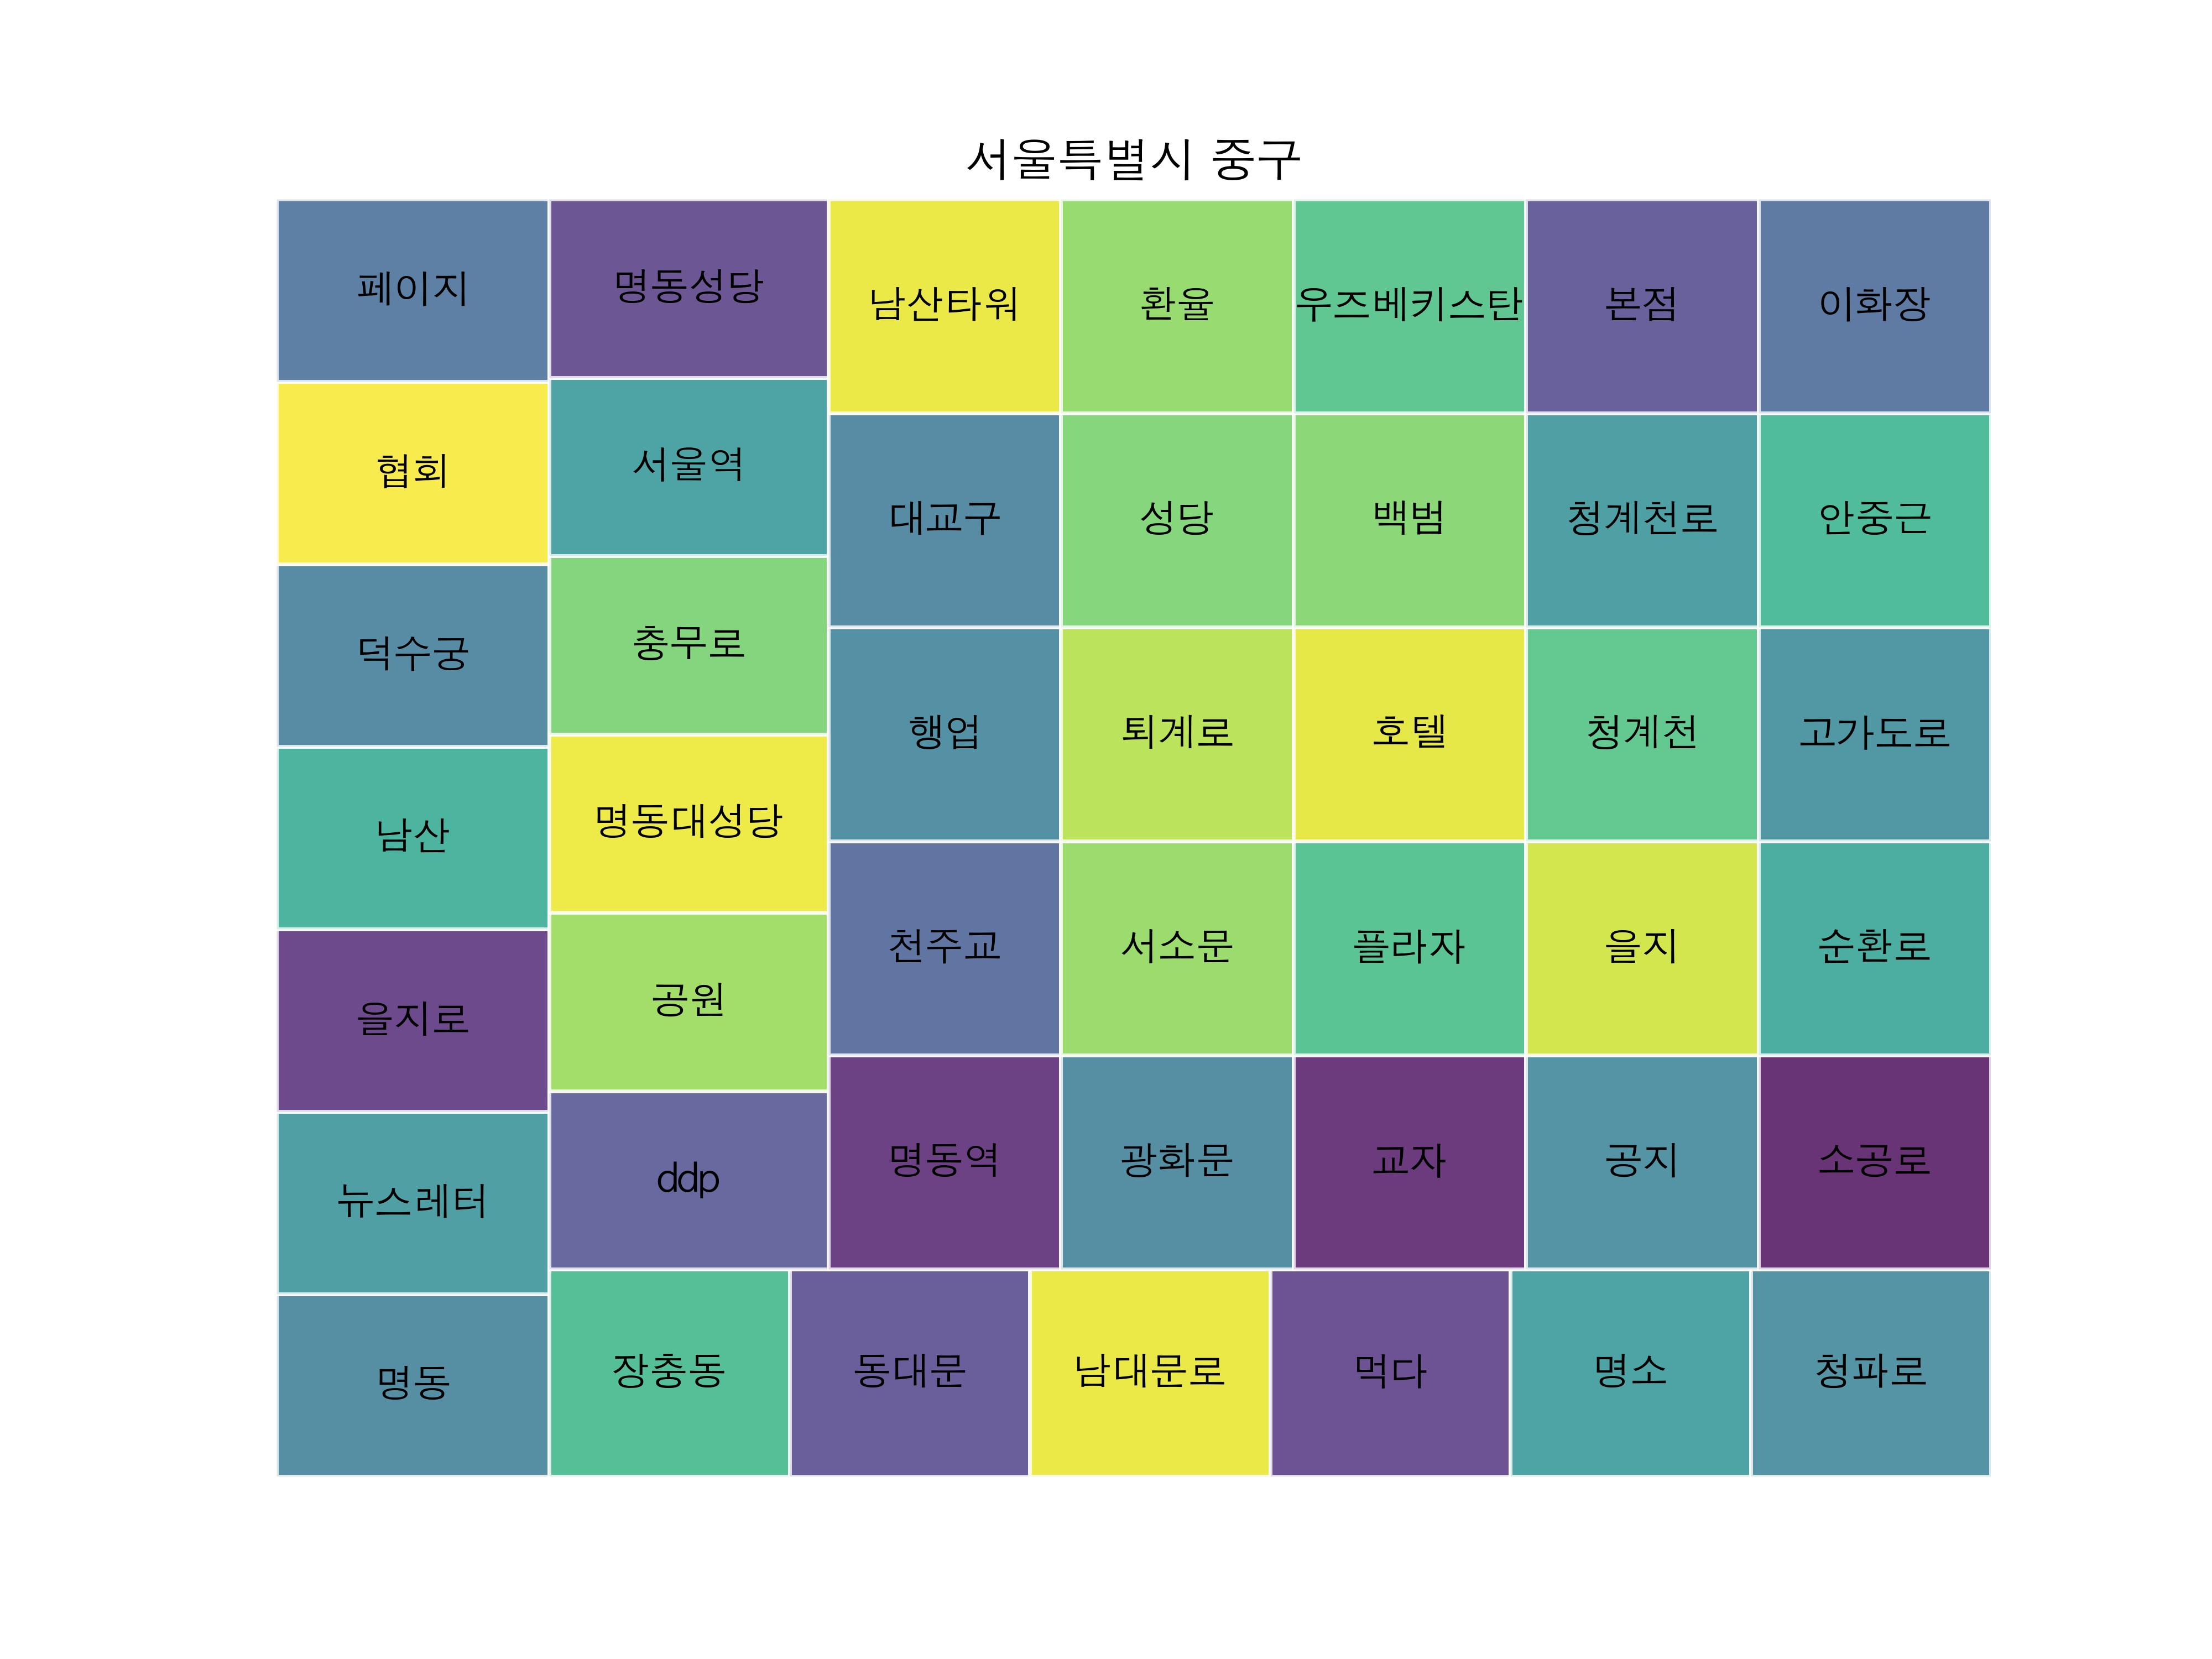 서울특별시 중구
페이지
명동성당
남산타워
환율
우즈베키스탄
본점
이화장
협회
서울역
대교구
성당
백범
청계천로
안중근
덕수궁
충무로
행업
퇴계로
호텔
청계천
고가도로
남산
명동대성당
천주교
서소문
플라자
을지
순환로
을지로
공원
명동역
광화문
교자
공지
소공로
뉴스레터
ddp
명동
장충동
동대문
남대문로
먹다
명소
청파로